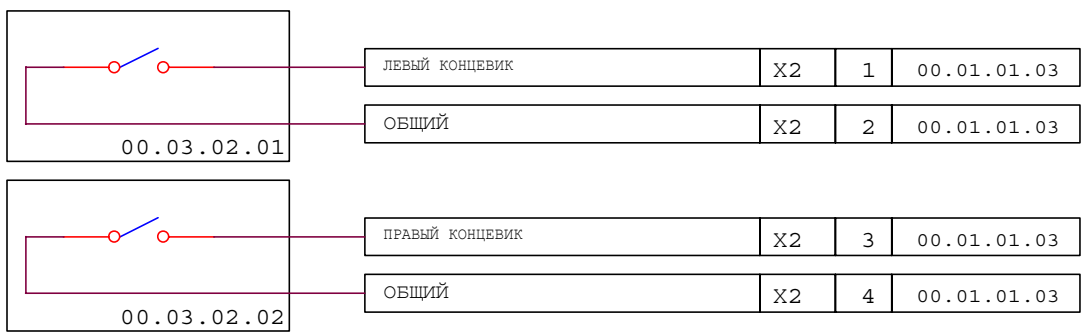 ЛЕВЫЙ КОНЦЕВИК X2 1 00.01.01.03
ОБЩИЙ X2 2 00.01.01.03
00.03.02.01
ПРАВЫЙ КОНЦЕВИК X2 3 00.01.01.03
ОБЩИЙ X2 4 00.01.01.03
00.03.02.02